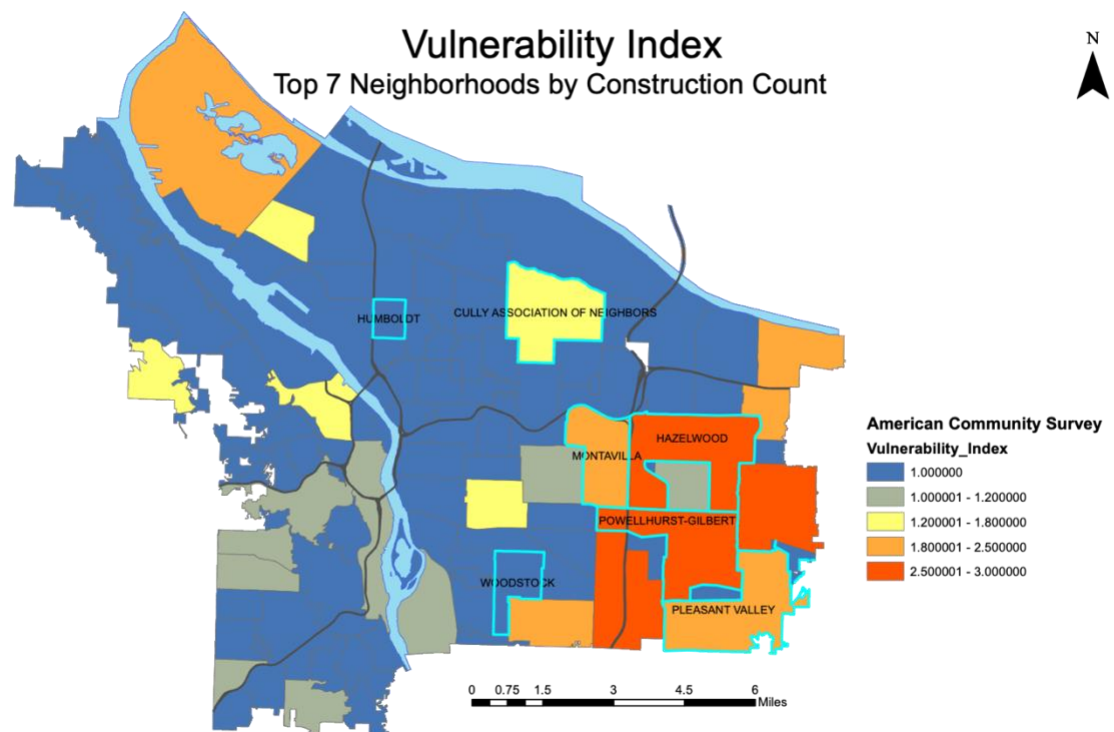 Vulnerability Index
Top 7 Neighborhoods by Construction Count
N
HUMBOLDT
CULLY ASSOCIATION OF NEIGHBORS
HAZELWOOD
MONTAVILLA
POWELLHURST-GILBERT
WOODSTOCK
PLEASANT VALLEY
American Community Survey
Vulnerability_Index
1.000000
1.000001 - 1.200000
1.200001 - 1.800000
1.800001 - 2.500000
2.500001 - 3.000000
0 0.75 1.5 3 4.5 6
Miles